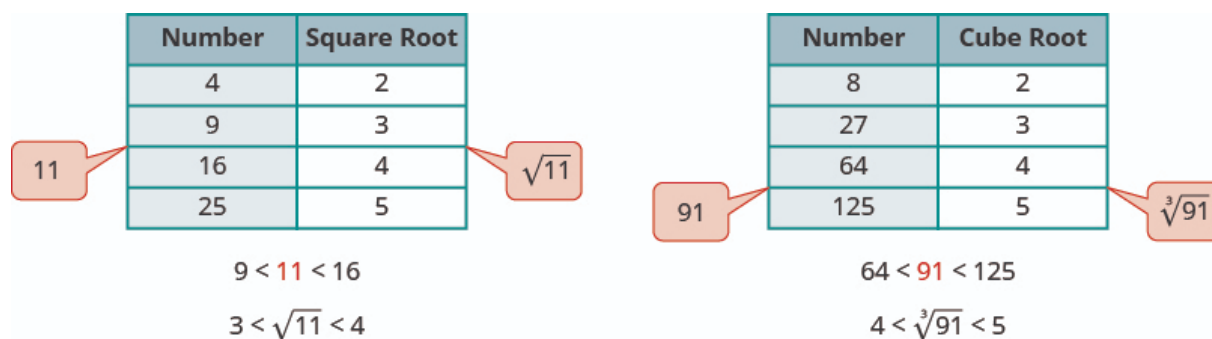 Number Square Root
4 2
9 3
16 4
25 5
11
√11
9 < 11 < 16
3 < √11 < 4
Number Cube Root
8 2
27 3
64 4
125 5
91
∛91
64 < 91 < 125
4 < ∛91 < 5